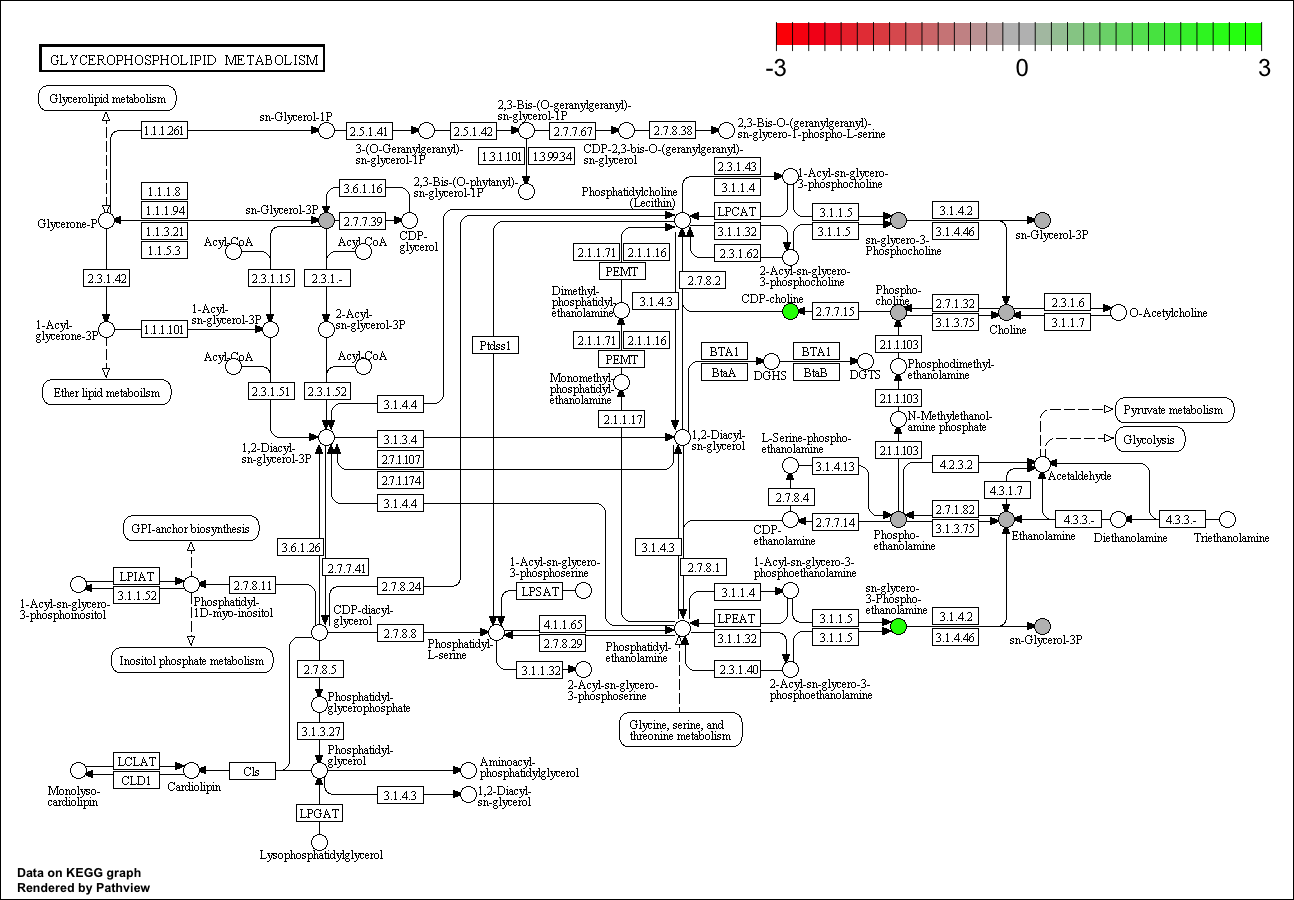 -3
0
3
GLYCEROPHOSPHOLIPID METABOLISM
Glycerolipid metabolism
1.1.1.261
sn-Glycerol-1P
2.5.1.41
3-(O-Geranylgeranyl)-
sn-glycerol-1P
2.5.1.42
2,3-Bis-(O-geranylgeranyl)-
sn-glycerol-1P
2.7.7.67
CDP-2,3-bis-O-(geranylgeranyl)-
sn-glycerol
2.7.8.38
2,3-Bis-O-(geranylgeranyl)-
sn-glycero-1-phospho-L-serine
1.3.1.101
1.3.99.34
2,3-Bis-(O-phytanyl)-
sn-glycerol-1P
1.1.1.8
1.1.1.94
1.1.3.21
1.1.5.3
Glycerone-P
sn-Glycerol-3P
3.6.1.16
2.7.7.39
CDP-
glycerol
Acyl-CoA
Acyl-CoA
2.3.1.42
2.3.1.15
2.3.1.-
1-Acyl-
glycerone-3P
1.1.1.101
1-Acyl-
sn-glycerol-3P
2-Acyl-
sn-glycerol-3P
Acyl-CoA
Acyl-CoA
Ether lipid metaboilsm
2.3.1.51
2.3.1.52
1,2-Diacyl-
sn-glycerol-3P
3.1.4.4
3.1.3.4
2.7.1.107
2.7.1.174
3.1.4.4
Ptdss1
Phosphatidylcholine
(Lecithin)
2.3.1.43
3.1.1.4
LPCAT
3.1.1.32
2.3.1.62
1-Acyl-sn-glycero-
3-phosphocholine
2-Acyl-sn-glycero-
3-phosphocholine
3.1.1.5
3.1.1.5
sn-glycero-3-
Phosphocholine
3.1.4.2
3.1.4.46
sn-Glycerol-3P
2.1.1.71
2.1.1.16
PEMT
Dimethyl-
phosphatidyl-
ethanolamine
3.1.4.3
2.7.8.2
CDP-choline
2.7.7.15
Phospho-
choline
2.7.1.32
3.1.3.75
Choline
2.3.1.6
3.1.1.7
O-Acetylcholine
2.1.1.71
2.1.1.16
PEMT
Monomethyl-
phosphatidyl-
ethanolamine
2.1.1.17
BTA1
BtaA
DGHS
BTA1
BtaB
DGTS
2.1.1.103
Phosphodimethyl-
ethanolamine
2.1.1.103
N-Methylethanol-
amine phosphate
2.1.1.103
1,2-Diacyl-
sn-glycerol
L-Serine-phospho-
ethanolamine
3.1.4.13
2.7.8.4
CDP-
ethanolamine
2.7.7.14
Phospho-
ethanolamine
4.2.3.2
2.7.1.82
3.1.3.75
4.3.1.7
Acetaldehyde
Pyruvate metabolism
Glycolysis
Ethanolamine
4.3.3.-
Diethanolamine
4.3.3.-
Triethanolamine
GPI-anchor biosynthesis
3.6.1.26
2.7.7.41
3.1.4.3
2.7.8.1
LPIAT
3.1.1.52
1-Acyl-sn-glycero-
3-phosphoinositol
2.7.8.11
Phosphatidyl-
1D-myo-inositol
Inositol phosphate metabolism
CDP-diacyl-
glycerol
2.7.8.24
2.7.8.8
Phosphatidyl-
L-serine
1-Acyl-sn-glycero-
3-phosphoserine
LPSAT
4.1.1.65
2.7.8.29
3.1.1.32
2-Acyl-sn-glycero-
3-phosphoserine
Phosphatidyl-
ethanolamine
1-Acyl-sn-glycero-3-
phosphoethanolamine
3.1.1.4
LPEAT
3.1.1.32
2.3.1.40
2-Acyl-sn-glycero-3-
phosphoethanolamine
3.1.1.5
3.1.1.5
sn-glycero-
3-Phospho-
ethanolamine
3.1.4.2
3.1.4.46
sn-Glycerol-3P
Glycine, serine, and
threonine metabolism
2.7.8.5
Phosphatidyl-
glycerophosphate
3.1.3.27
Phosphatidyl-
glycerol
LCLAT
CLD1
Monolyso-
cardiolipin
Cardiolipin
Cls
Aminoacyl-
phosphatidylglycerol
3.1.4.3
1,2-Diacyl-
sn-glycerol
LPGAT
Lysophosphatidylglycerol
Data on KEGG graph
Rendered by Pathview